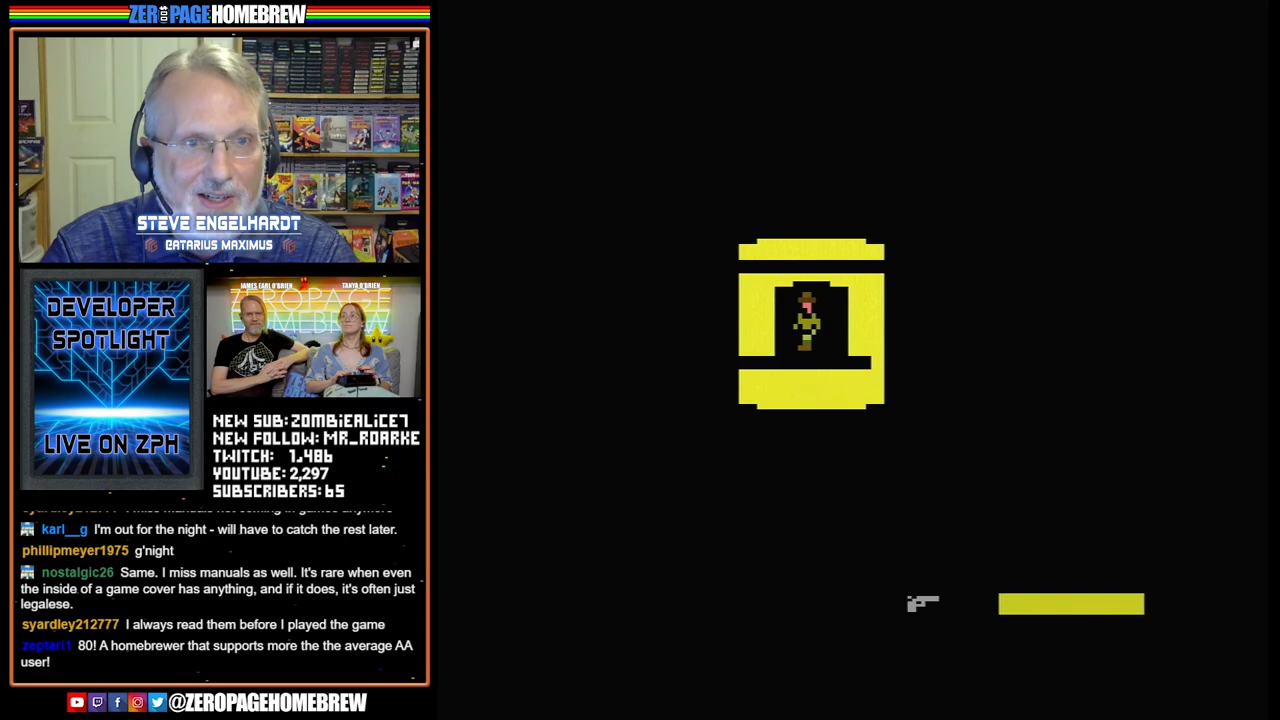 ZEROPAGE HOMEBREW
STEVE ENGELHARDT
@ATARIUS MAXIMUS
JAMES EARL O'BRIEN
TANYA O'BRIEN
ZEROPAGE
HOMEBREW
DEVELOPER
SPOTLIGHT
LIVE ON ZPH
NEW SUB: ZOMBIEALICE7
NEW FOLLOW: MR_ROARKE
TWITCH: 1,486
YOUTUBE: 2,297
SUBSCRIBERS: 65
karl__g I'm out for the night - will have to catch the rest later.
phillipmeyer1975 g'night
nostalgic26 Same. I miss manuals as well. It's rare when even
the inside of a game cover has anything, and if it does, it's often just
legalese.
syardley212777 I always read them before I played the game
zepteri1 80! A homebrewer that supports more the the average AA
user!
@ZEROPAGEHOMEBREW